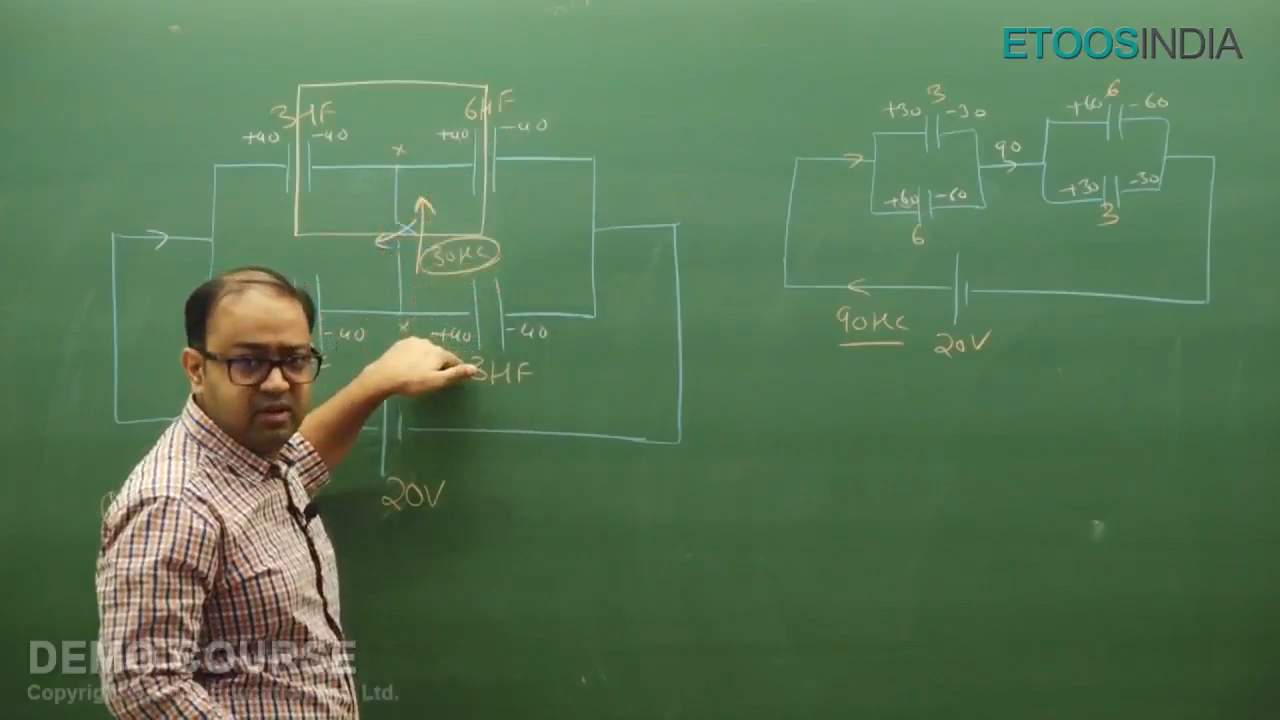 ETOOSINDIA
3μF
6μF
+40
-40
+40
-40
x
30μC
-40
x
+40
-40
3μF
20V
3
+30
-30
6
+60
-60
90
+60
-60
6
+30
-30
3
90μC
20V
DEMO COURSE
Copyright
Ltd.